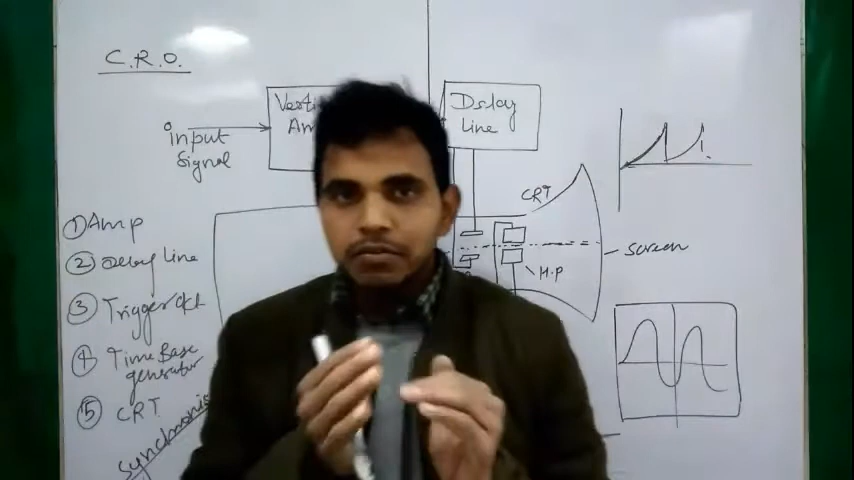 C.R.O.
Input
Signal
Delay
Line
CRT
Screen
H.P
① Amp
② Delay Line
③ Trigger Ckt
④ Time Base
generator
⑤ CRT